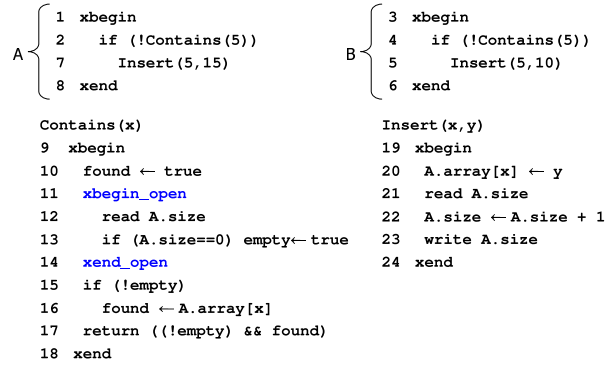 1 xbegin
2 if (!Contains(5))
A
7 Insert(5,15)
8 xend
3 xbegin
4 if (!Contains(5))
B
5 Insert(5,10)
6 xend
Contains(x)
9 xbegin
10 found ← true
11 xbegin_open
12 read A.size
13 if (A.size==0) empty← true
14 xend_open
15 if (!empty)
16 found ← A.array[x]
17 return ((!empty) && found)
18 xend
Insert(x,y)
19 xbegin
20 A.array[x] ← y
21 read A.size
22 A.size ← A.size + 1
23 write A.size
24 xend